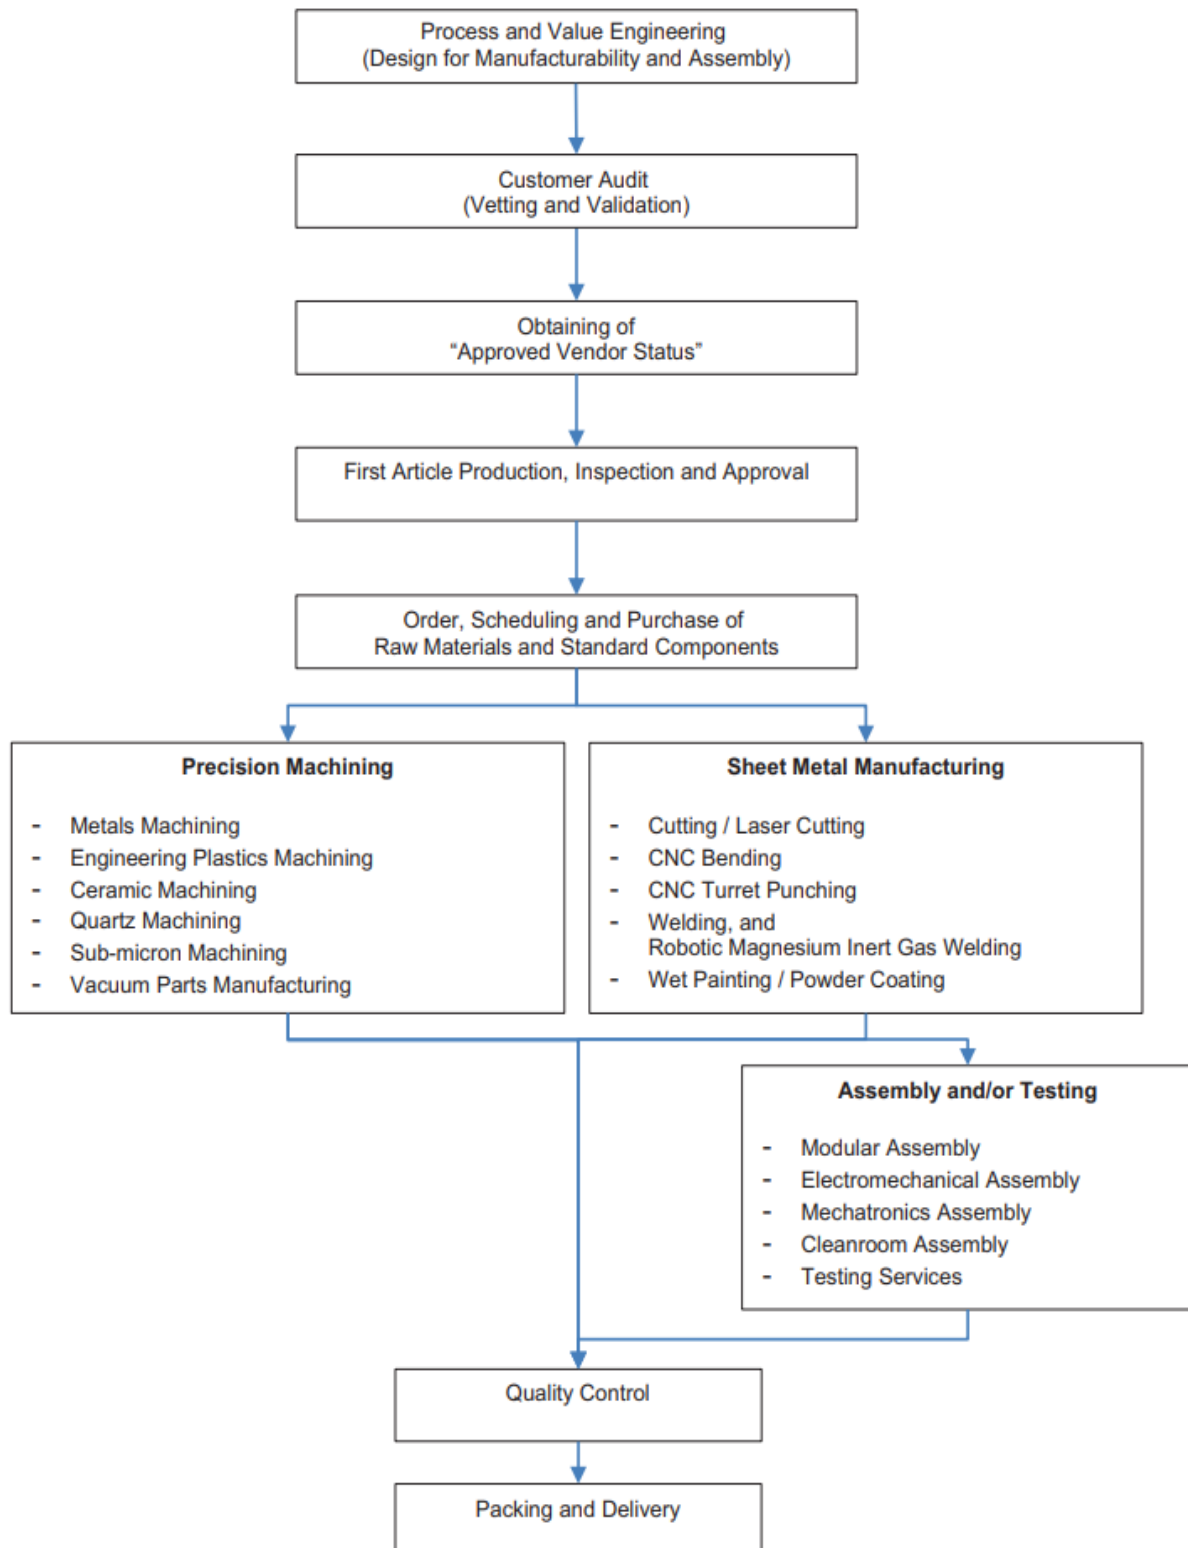 Process and Value Engineering
(Design for Manufacturability and Assembly)
Customer Audit
(Vetting and Validation)
Obtaining of
“Approved Vendor Status”
First Article Production, Inspection and Approval
Order, Scheduling and Purchase of
Raw Materials and Standard Components
Precision Machining
- Metals Machining
- Engineering Plastics Machining
- Ceramic Machining
- Quartz Machining
- Sub-micron Machining
- Vacuum Parts Manufacturing
Sheet Metal Manufacturing
- Cutting / Laser Cutting
- CNC Bending
- CNC Turret Punching
- Welding, and
Robotic Magnesium Inert Gas Welding
- Wet Painting / Powder Coating
Assembly and/or Testing
- Modular Assembly
- Electromechanical Assembly
- Mechatronics Assembly
- Cleanroom Assembly
- Testing Services
Quality Control
Packing and Delivery